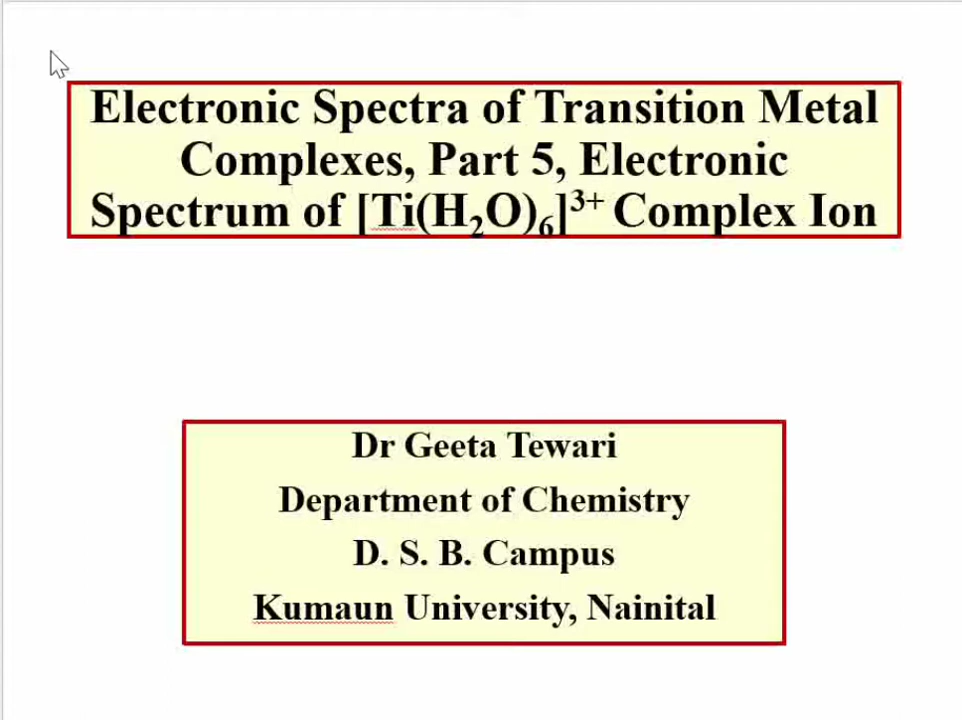 Electronic Spectra of Transition Metal
Complexes, Part 5, Electronic
Spectrum of [Ti(H₂O)₆]³⁺ Complex Ion
Dr Geeta Tewari
Department of Chemistry
D. S. B. Campus
Kumaun University, Nainital